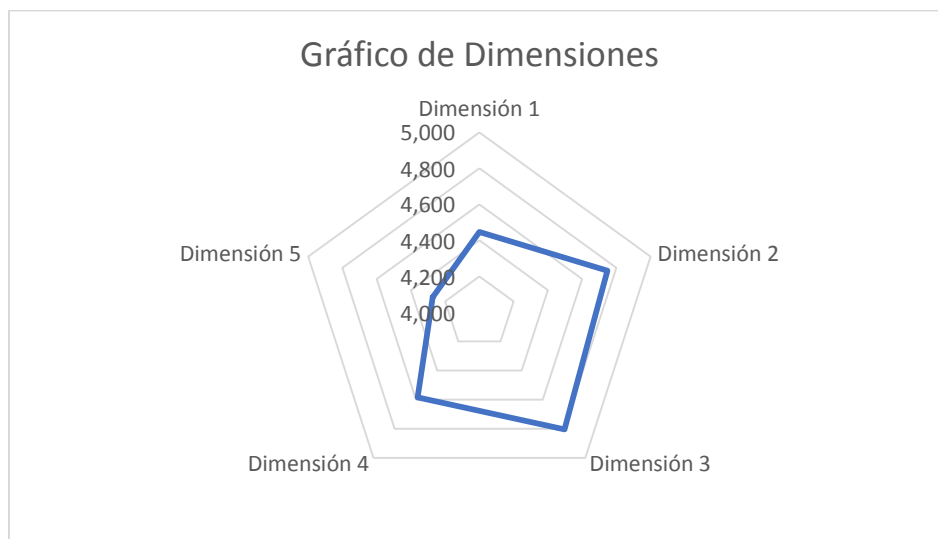 Gráfico de Dimensiones
Dimensión 1
5,000
4,800
4,600
4,400
4,200
4,000
Dimensión 2
Dimensión 3
Dimensión 4
Dimensión 5